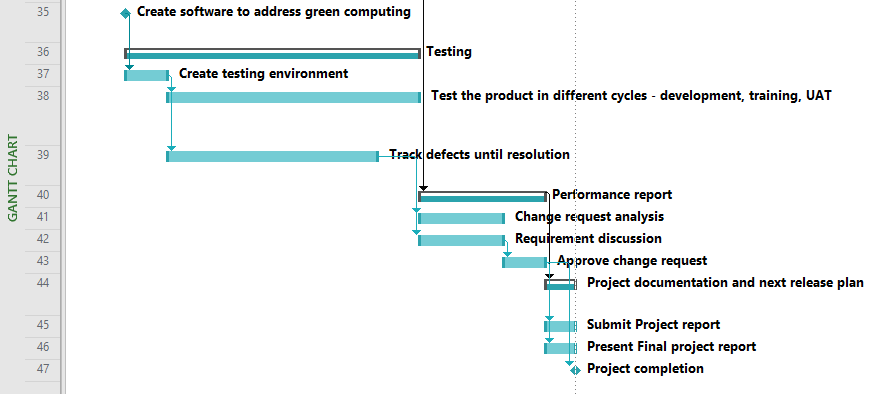 GANTT CHART
35 Create software to address green computing
36 Testing
37 Create testing environment
38 Test the product in different cycles - development, training, UAT
39 Track defects until resolution
40 Performance report
41 Change request analysis
42 Requirement discussion
43 Approve change request
44 Project documentation and next release plan
45 Submit Project report
46 Present Final project report
47 Project completion